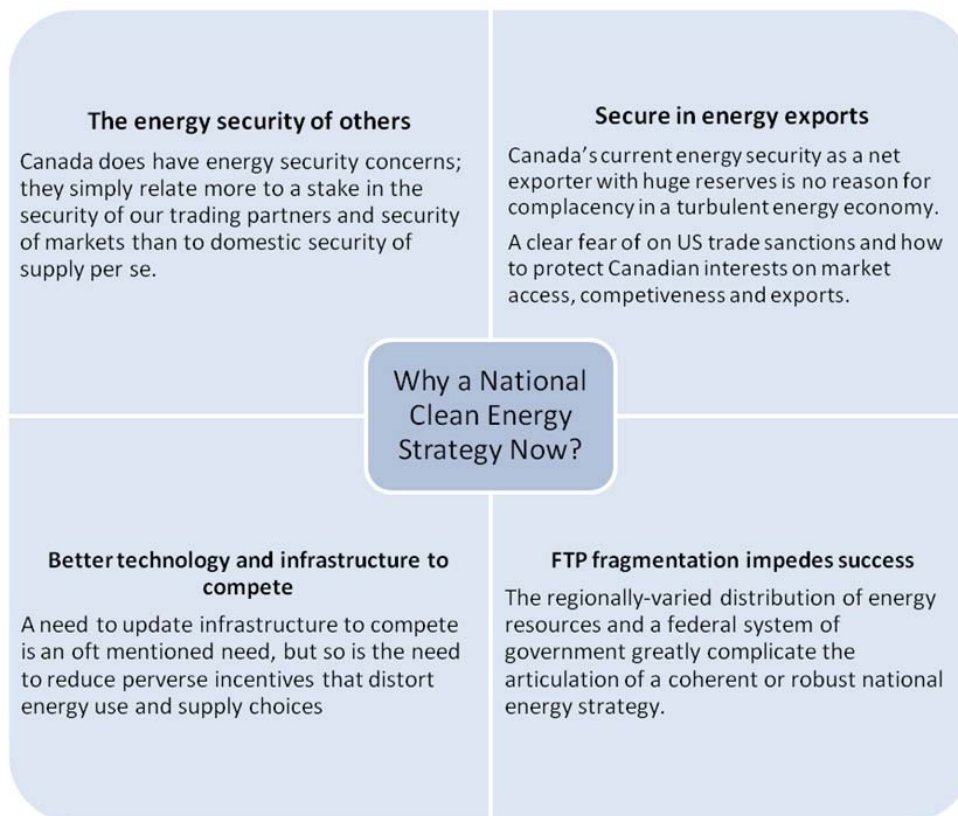 The energy security of others
Canada does have energy security concerns;
they simply relate more to a stake in the
security of our trading partners and security
of markets than to domestic security of
supply per se.
Secure in energy exports
Canada's current energy security as a net
exporter with huge reserves is no reason for
complacency in a turbulent energy economy.
A clear fear of on US trade sanctions and how
to protect Canadian interests on market
access, competiveness and exports.
Why a National
Clean Energy
Strategy Now?
Better technology and infrastructure to
compete
A need to update infrastructure to compete
is an oft mentioned need, but so is the need
to reduce perverse incentives that distort
energy use and supply choices
FTP fragmentation impedes success
The regionally-varied distribution of energy
resources and a federal system of
government greatly complicate the
articulation of a coherent or robust national
energy strategy.